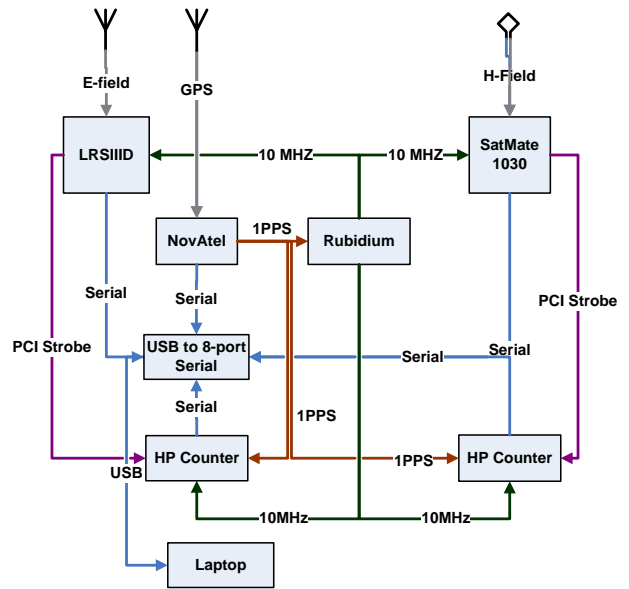 E-field
GPS
H-Field
LRSIIID
10 MHZ
10 MHZ
SatMate
1030
NovAtel
1PPS
Rubidium
Serial
Serial
PCI Strobe
PCI Strobe
USB to 8-port
Serial
Serial
Serial
Serial
1PPS
HP Counter
1PPS
HP Counter
USB
10MHz
10MHz
Laptop